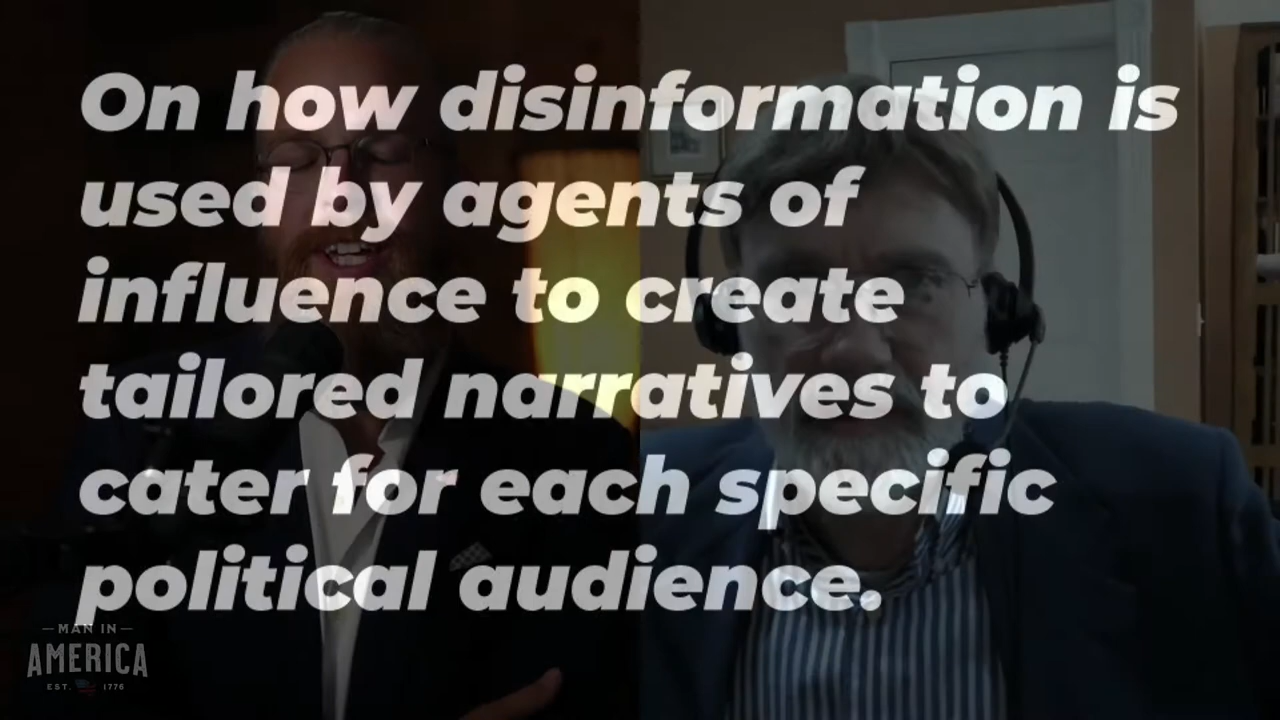 On how disinformation is
used by agents of
influence to create
tailored narratives to
cater for each specific
political audience.
—MAN IN—
AMERICA
EST. 1776